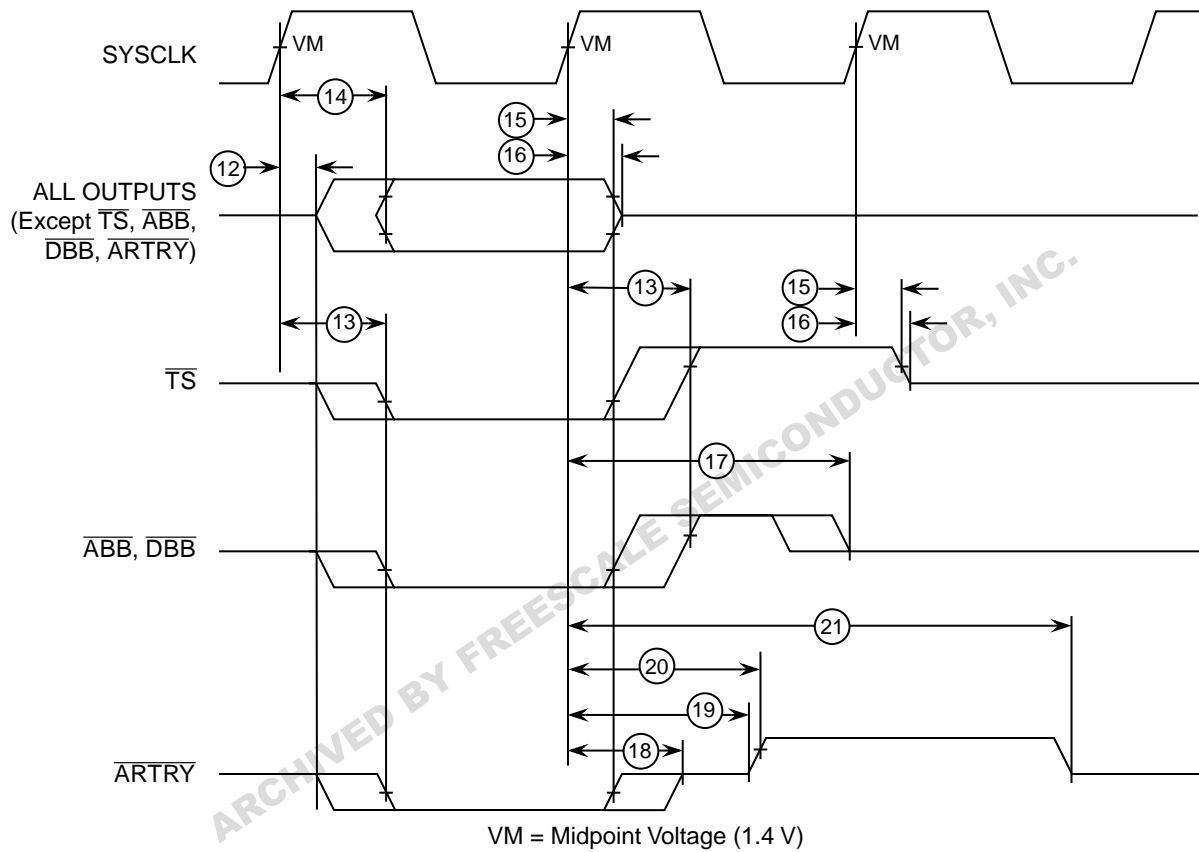 SYSCLK
VM
VM
VM
14
15
16
12
ALL OUTPUTS
(Except TS, ABB,
DBB, ARTRY)
13
15
16
13
TS
17
ABB, DBB
21
20
19
18
ARTRY
VM = Midpoint Voltage (1.4 V)
ARCHIVED BY FREESCALE SEMICONDUCTOR, INC.